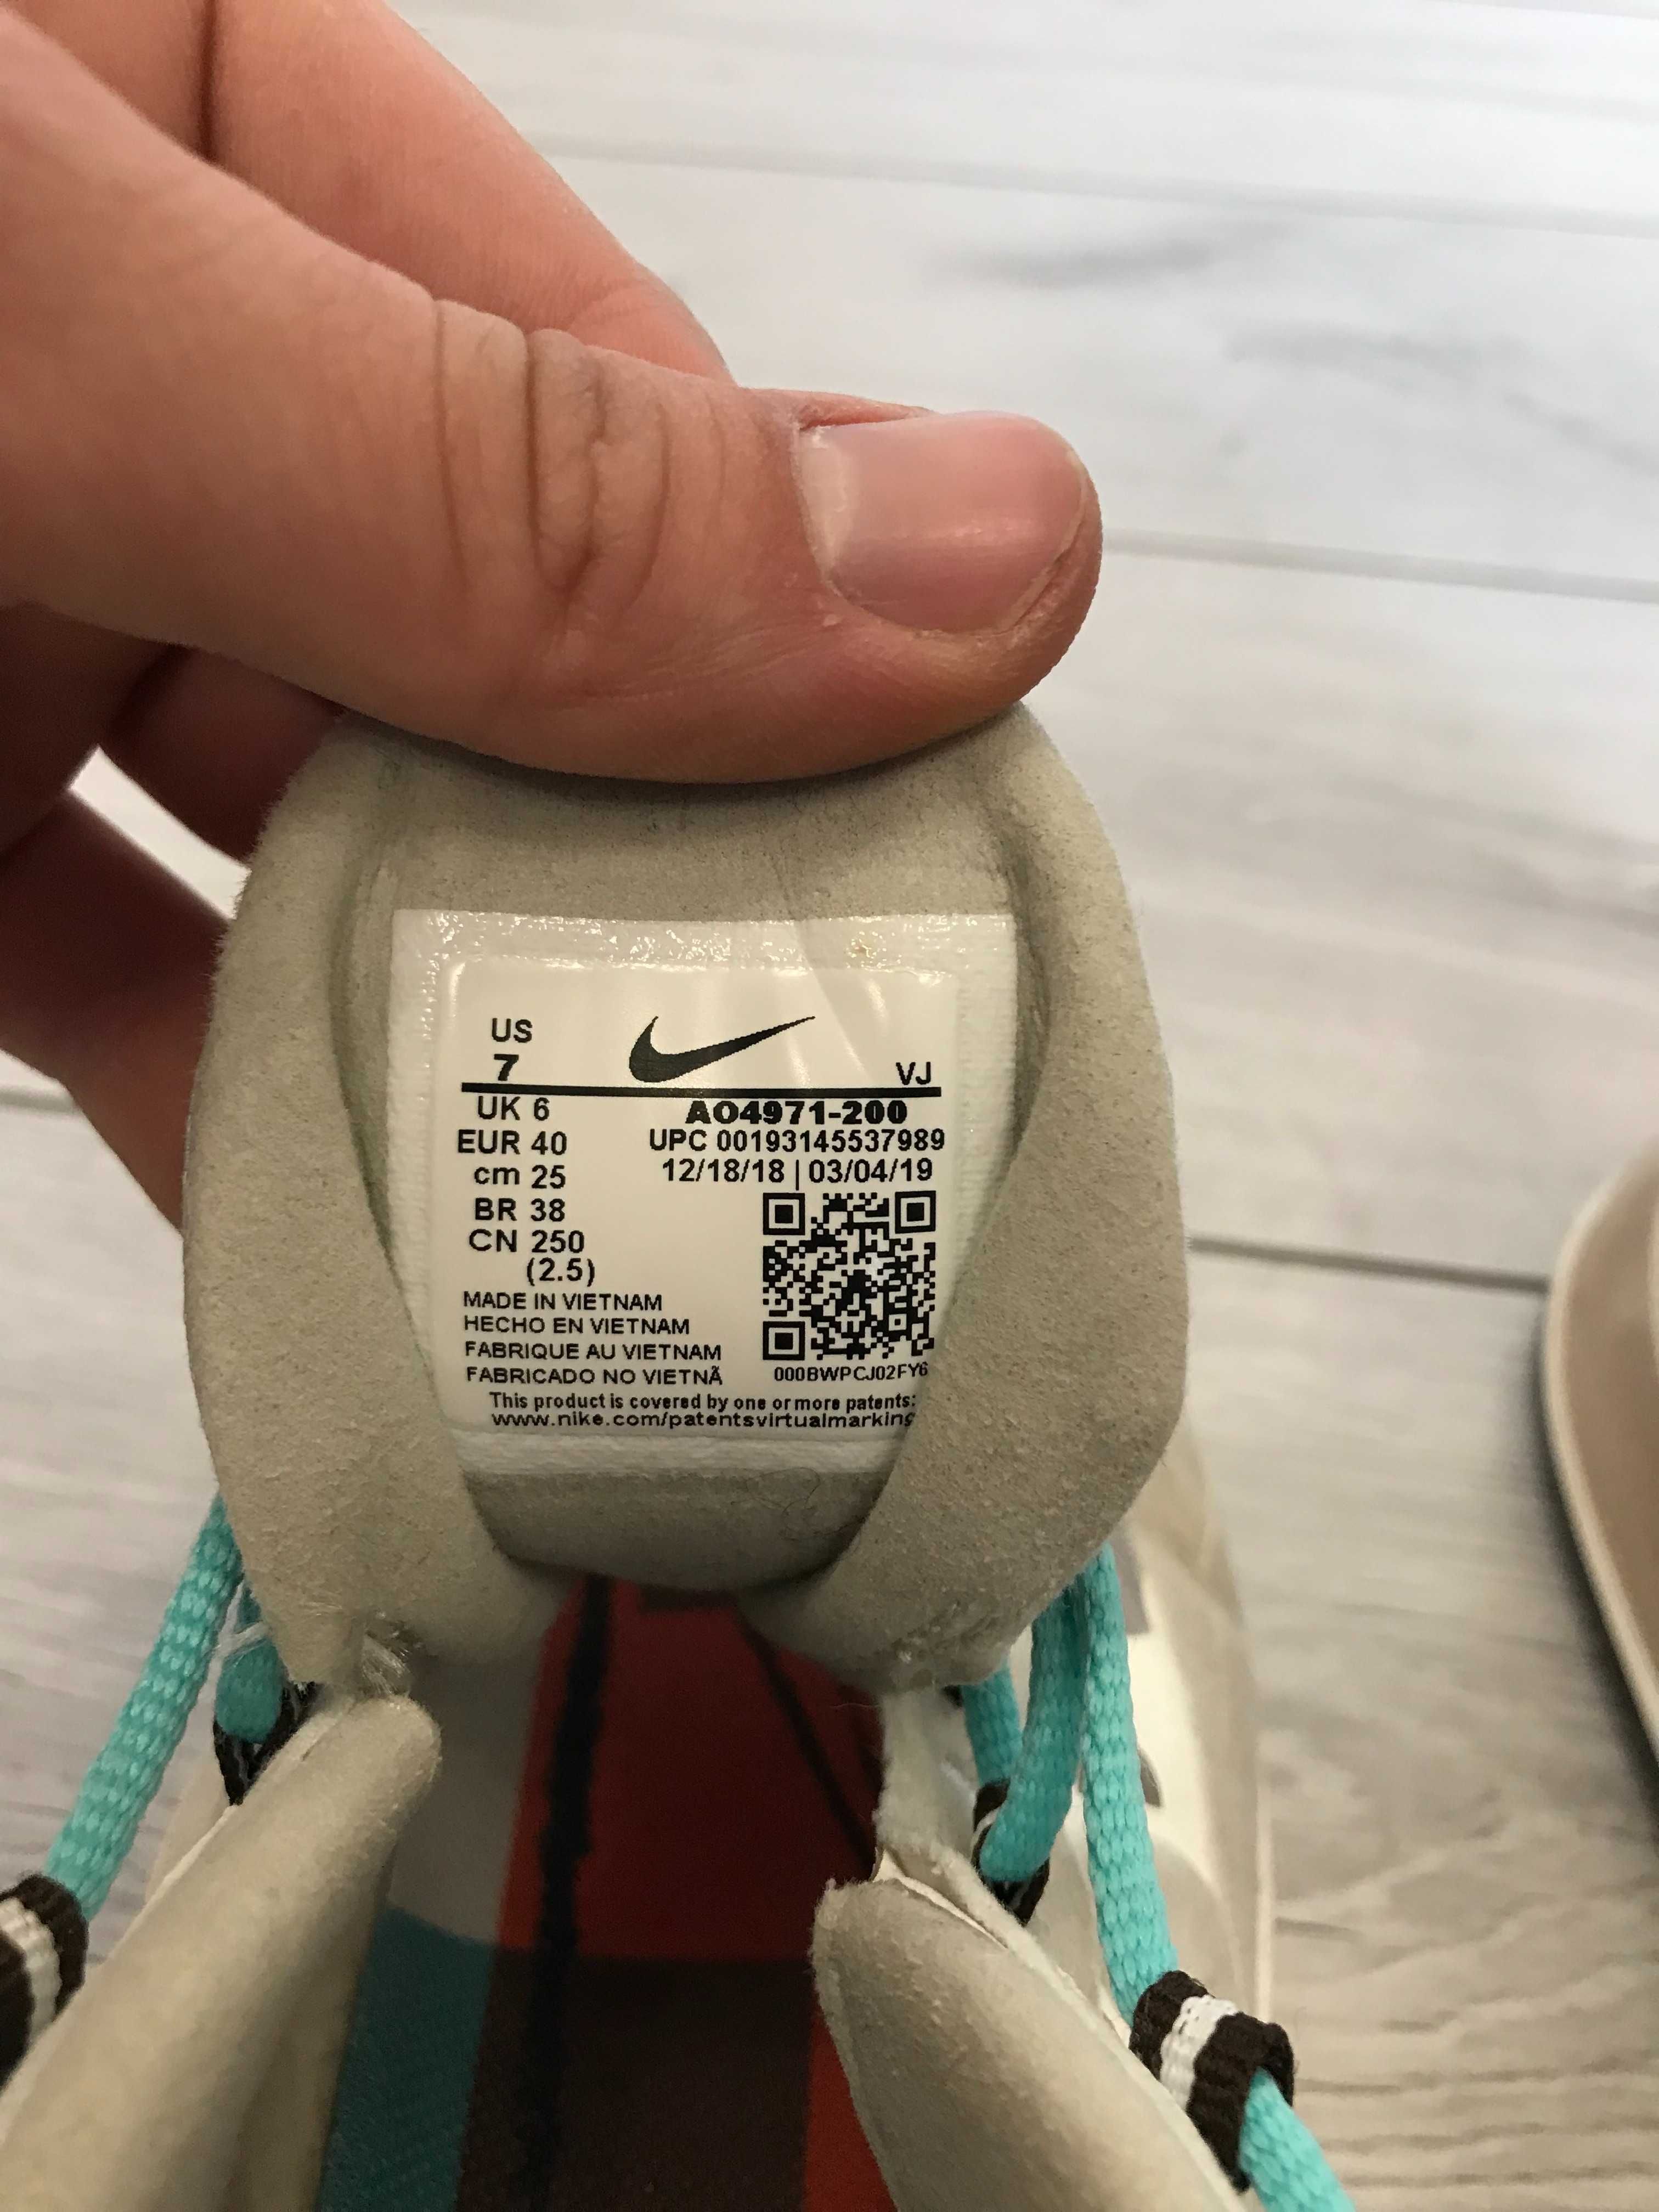 US
7
VJ
UK 6
AO4971-200
EUR 40
UPC 00193145537989
cm 25
12/18/18 | 03/04/19
BR 38
CN 250
(2.5)
MADE IN VIETNAM
HECHO EN VIETNAM
FABRIQUE AU VIETNAM
FABRICADO NO VIETNÃ
000BWPCJ02FY6
This product is covered by one or more patents:
www.nike.com/patentsvirtualmarking